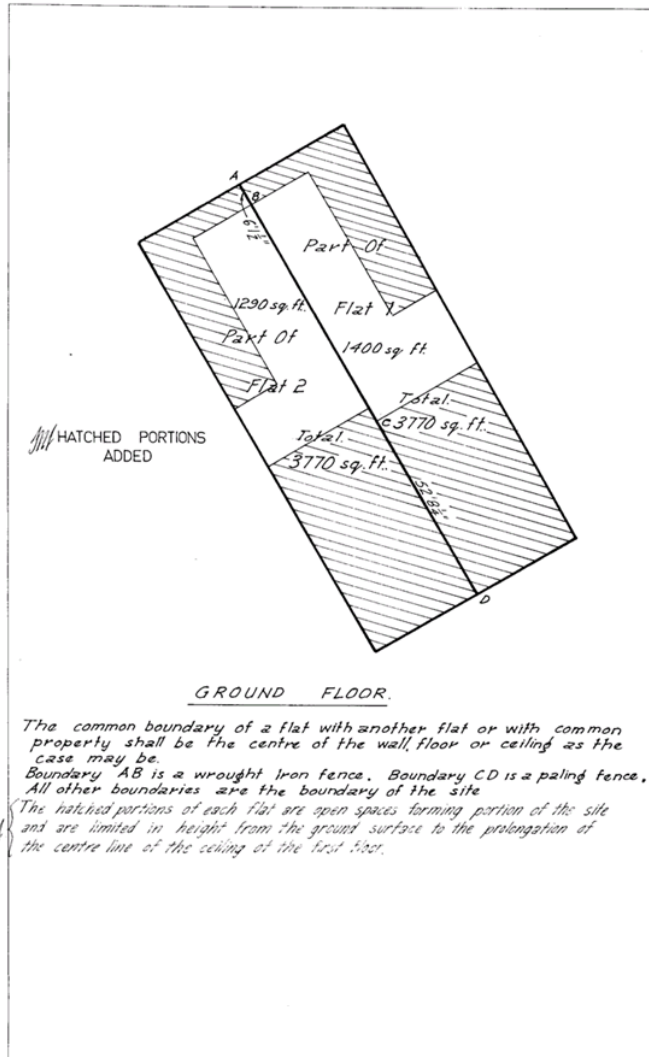 A
B
Part Of
1290 sq. ft.
Flat 1
Part Of
1400 sq ft.
Flat 2
Total.
c 3770 sq. ft.
HATCHED PORTIONS
ADDED
Total.
3770 sq. ft.
52' 8¼"
D
GROUND FLOOR.
The common boundary of a flat with another flat or with common
property shall be the centre of the wall, floor or ceiling as the
case may be.
Boundary AB is a wrought Iron fence. Boundary CD is a paling fence.
All other boundaries are the boundary of the site
The hatched portions of each flat are open spaces forming portion of the site
and are limited in height from the ground surface to the prolongation of
the centre line of the ceiling of the first floor.